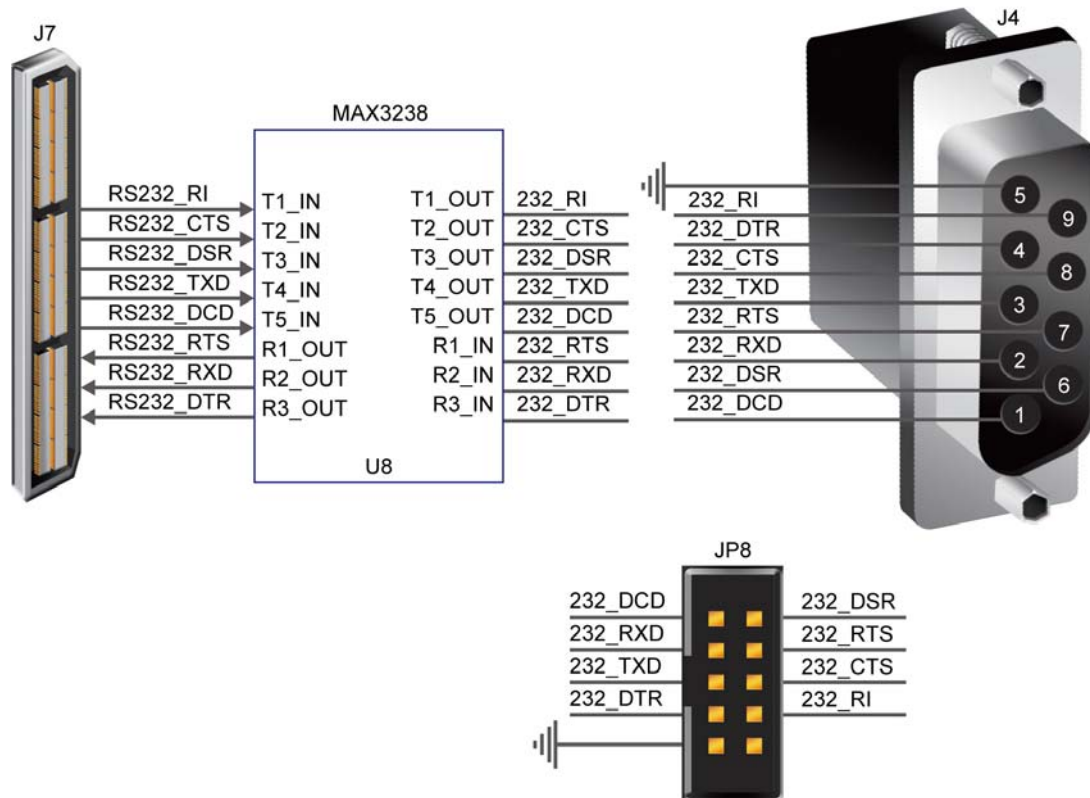 J7
J4
MAX3238
RS232_RI
RS232_CTS
RS232_DSR
RS232_TXD
RS232_DCD
RS232_RTS
RS232_RXD
RS232_DTR
T1_IN
T2_IN
T3_IN
T4_IN
T5_IN
R1_OUT
R2_OUT
R3_OUT
T1_OUT
T2_OUT
T3_OUT
T4_OUT
T5_OUT
R1_IN
R2_IN
R3_IN
U8
232_RI
232_CTS
232_DSR
232_TXD
232_DCD
232_RTS
232_RXD
232_DTR
232_RI
232_DTR
232_CTS
232_TXD
232_RTS
232_RXD
232_DSR
232_DCD
5
9
4
8
3
7
2
6
1
JP8
232_DCD
232_RXD
232_TXD
232_DTR
232_DSR
232_RTS
232_CTS
232_RI